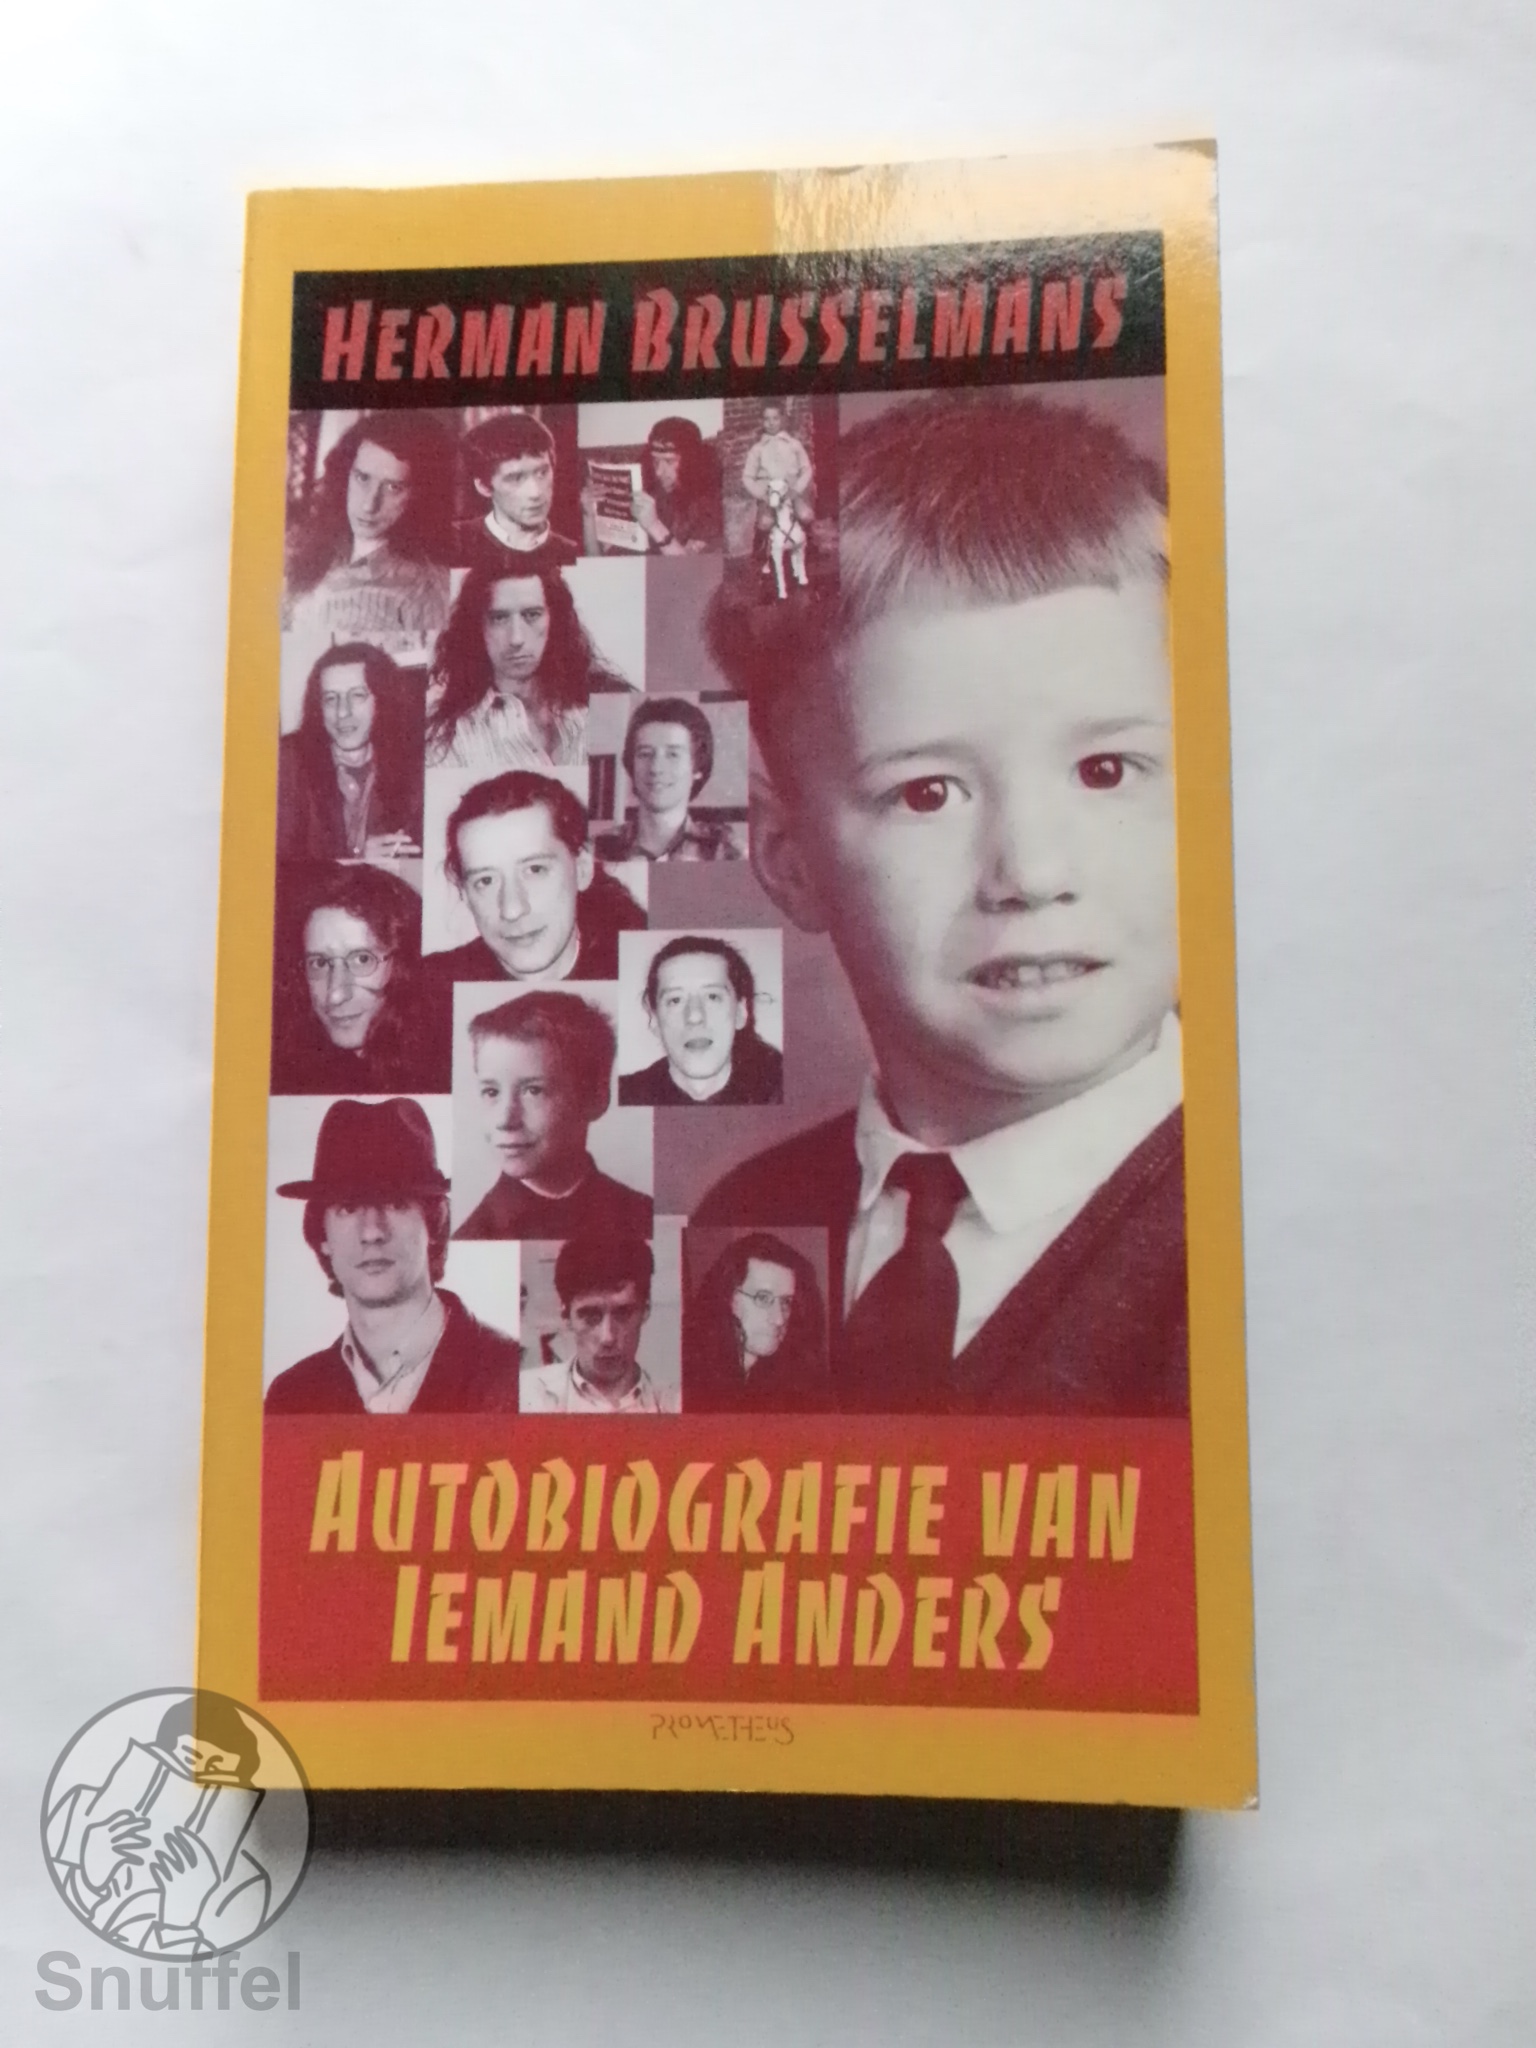 HERMAN BRUSSELMANS
AUTOBIOGRAFIE VAN
IEMAND ANDERS
PROMETHEUS
Snuffel